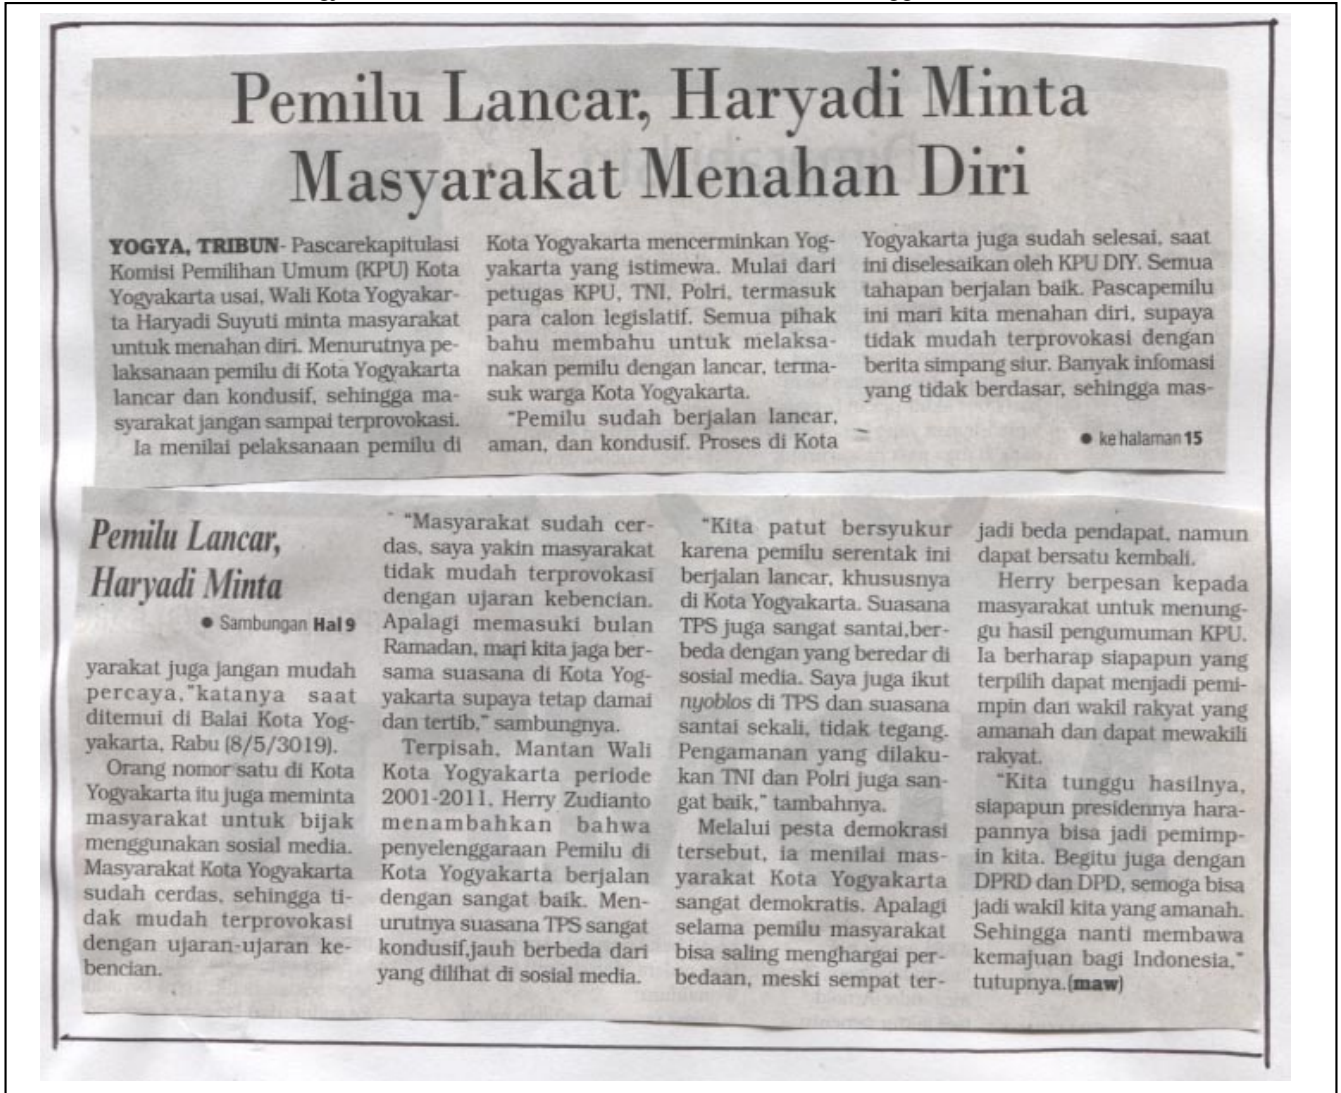 Pemilu Lancar, Haryadi Minta
Masyarakat Menahan Diri
YOGYA, TRIBUN- Pascarekapitulasi
Komisi Pemilihan Umum (KPU) Kota
Yogyakarta usai, Wali Kota Yogyakar-
ta Haryadi Suyuti minta masyarakat
untuk menahan diri. Menurutnya pe-
laksanaan pemilu di Kota Yogyakarta
lancar dan kondusif, sehingga ma-
syarakat jangan sampai terprovokasi.
Ia menilai pelaksanaan pemilu di
Kota Yogyakarta mencerminkan Yog-
yakarta yang istimewa. Mulai dari
petugas KPU, TNI, Polri, termasuk
para calon legislatif. Semua pihak
bahu membahu untuk melaksa-
nakan pemilu dengan lancar, terma-
suk warga Kota Yogyakarta.
"Pemilu sudah berjalan lancar,
aman, dan kondusif. Proses di Kota
Yogyakarta juga sudah selesai, saat
ini diselesaikan oleh KPU DIY. Semua
tahapan berjalan baik. Pascapemilu
ini mari kita menahan diri, supaya
tidak mudah terprovokasi dengan
berita simpang siur. Banyak infomasi
yang tidak berdasar, sehingga mas-
● ke halaman 15
Pemilu Lancar,
Haryadi Minta
● Sambungan Hal 9
yarakat juga jangan mudah
percaya,"katanya saat
ditemui di Balai Kota Yog-
yakarta, Rabu (8/5/3019).
Orang nomor satu di Kota
Yogyakarta itu juga meminta
masyarakat untuk bijak
menggunakan sosial media.
Masyarakat Kota Yogyakarta
sudah cerdas, sehingga ti-
dak mudah terprovokasi
dengan ujaran-ujaran ke-
bencian.
"Masyarakat sudah cer-
das, saya yakin masyarakat
tidak mudah terprovokasi
dengan ujaran kebencian.
Apalagi memasuki bulan
Ramadan, mari kita jaga ber-
sama suasana di Kota Yog-
yakarta supaya tetap damai
dan tertib," sambungnya.
Terpisah, Mantan Wali
Kota Yogyakarta periode
2001-2011, Herry Zudianto
menambahkan bahwa
penyelenggaraan Pemilu di
Kota Yogyakarta berjalan
dengan sangat baik. Men-
urutnya suasana TPS sangat
kondusif,jauh berbeda dari
yang dilihat di sosial media.
"Kita patut bersyukur
karena pemilu serentak ini
berjalan lancar, khususnya
di Kota Yogyakarta. Suasana
TPS juga sangat santai,ber-
beda dengan yang beredar di
sosial media. Saya juga ikut
nyoblos di TPS dan suasana
santai sekali, tidak tegang.
Pengamanan yang dilaku-
kan TNI dan Polri juga san-
gat baik," tambahnya.
Melalui pesta demokrasi
tersebut, ia menilai mas-
yarakat Kota Yogyakarta
sangat demokratis. Apalagi
selama pemilu masyarakat
bisa saling menghargai per-
bedaan, meski sempat ter-
jadi beda pendapat, namun
dapat bersatu kembali.
Herry berpesan kepada
masyarakat untuk menung-
gu hasil pengumuman KPU.
Ia berharap siapapun yang
terpilih dapat menjadi pemi-
mpin dan wakil rakyat yang
amanah dan dapat mewakili
rakyat.
"Kita tunggu hasilnya,
siapapun presidennya hara-
pannya bisa jadi pemimp-
in kita. Begitu juga dengan
DPRD dan DPD, semoga bisa
jadi wakil kita yang amanah.
Sehingga nanti membawa
kemajuan bagi Indonesia,"
tutupnya.(maw)